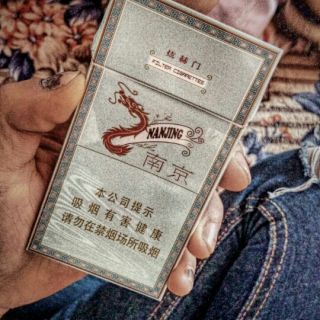 炫赫门
FILTER CIGARETTES
NANJING
南京
本公司提示
吸烟有害健康
请勿在禁烟场所吸烟